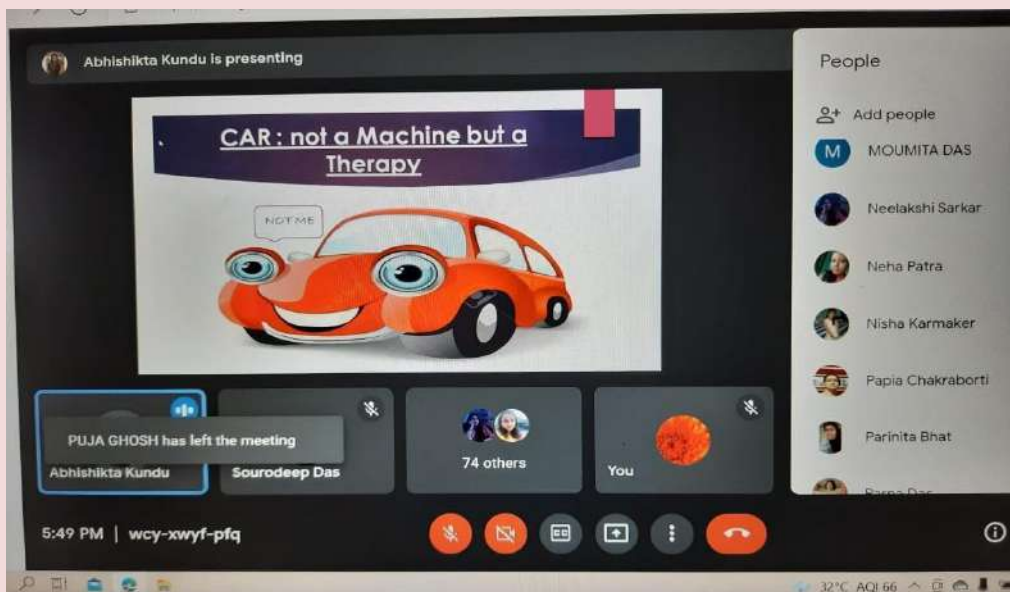 Abhishikta Kundu is presenting
CAR : not a Machine but a
Therapy
NOT ME
People
Add people
M MOUMITA DAS
Neelakshi Sarkar
Neha Patra
Nisha Karmaker
Papia Chakraborti
Parinita Bhat
Parna Das
PUJA GHOSH has left the meeting
Abhishikta Kundu
Sourodeep Das
74 others
You
5:49 PM | wcy-xwyf-pfq
32°C AQI 66